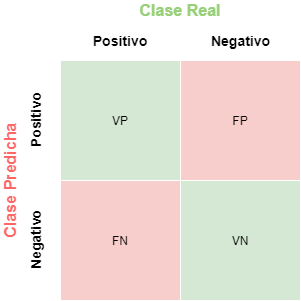 Clase Real
Positivo Negativo
Clase Predicha
Positivo
VP FP
Negativo
FN VN